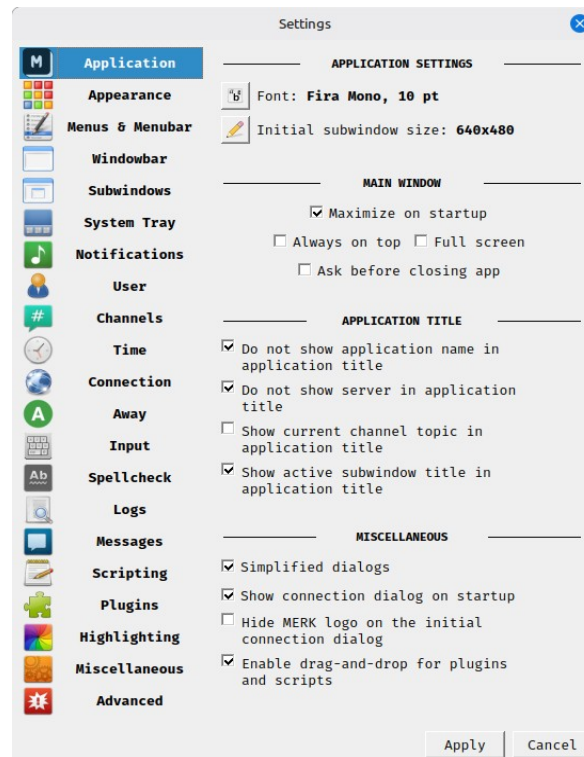 Settings
M
Application
Appearance
Menus & Menubar
Windowbar
Subwindows
System Tray
Notifications
User
#
Channels
Time
Connection
A
Away
Input
Ab
Spellcheck
Logs
Messages
Scripting
Plugins
Highlighting
Miscellaneous
Advanced
APPLICATION SETTINGS
Font: Fira Mono, 10 pt
Initial subwindow size: 640x480
MAIN WINDOW
Maximize on startup
Always on top Full screen
Ask before closing app
APPLICATION TITLE
Do not show application name in
application title
Do not show server in application
title
Show current channel topic in
application title
Show active subwindow title in
application title
MISCELLANEOUS
Simplified dialogs
Show connection dialog on startup
Hide MERK logo on the initial
connection dialog
Enable drag-and-drop for plugins
and scripts
Apply Cancel